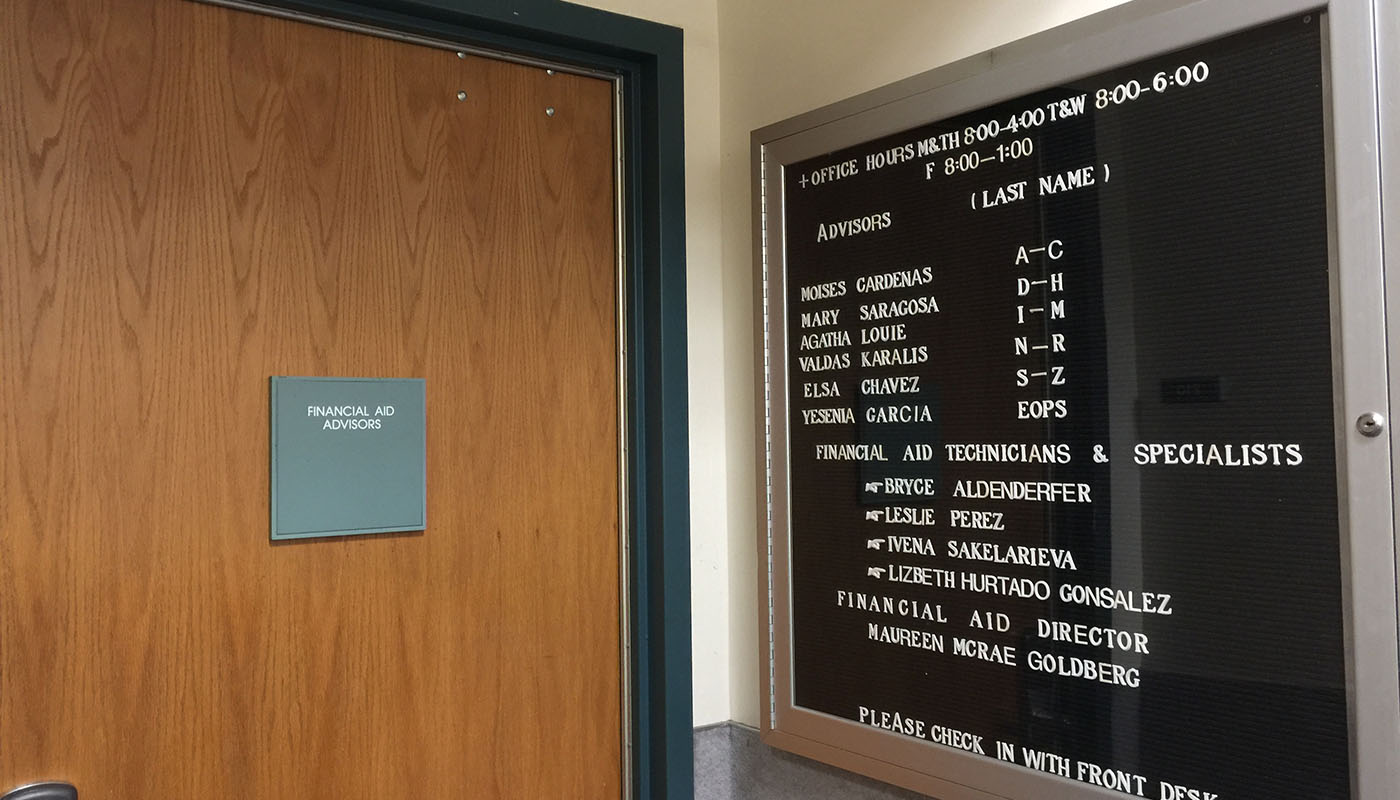 FINANCIAL AID
ADVISORS
+OFFICE HOURS M&TH 8:00-4:00 T&W 8:00-6:00
F 8:00-1:00
(LAST NAME)
ADVISORS
A-C
MOISES CARDENAS
D-H
MARY SARAGOSA
I-M
AGATHA LOUIE
N-R
VALDAS KARALIS
S-Z
ELSA CHAVEZ
EOPS
YESENIA GARCIA
FINANCIAL AID TECHNICIANS & SPECIALISTS
☛BRYCE ALDENDERFER
☛LESLIE PEREZ
☛IVENA SAKELARIEVA
☛LIZBETH HURTADO GONSALEZ
FINANCIAL AID DIRECTOR
MAUREEN MCRAE GOLDBERG
PLEASE CHECK IN WITH FRONT DESK